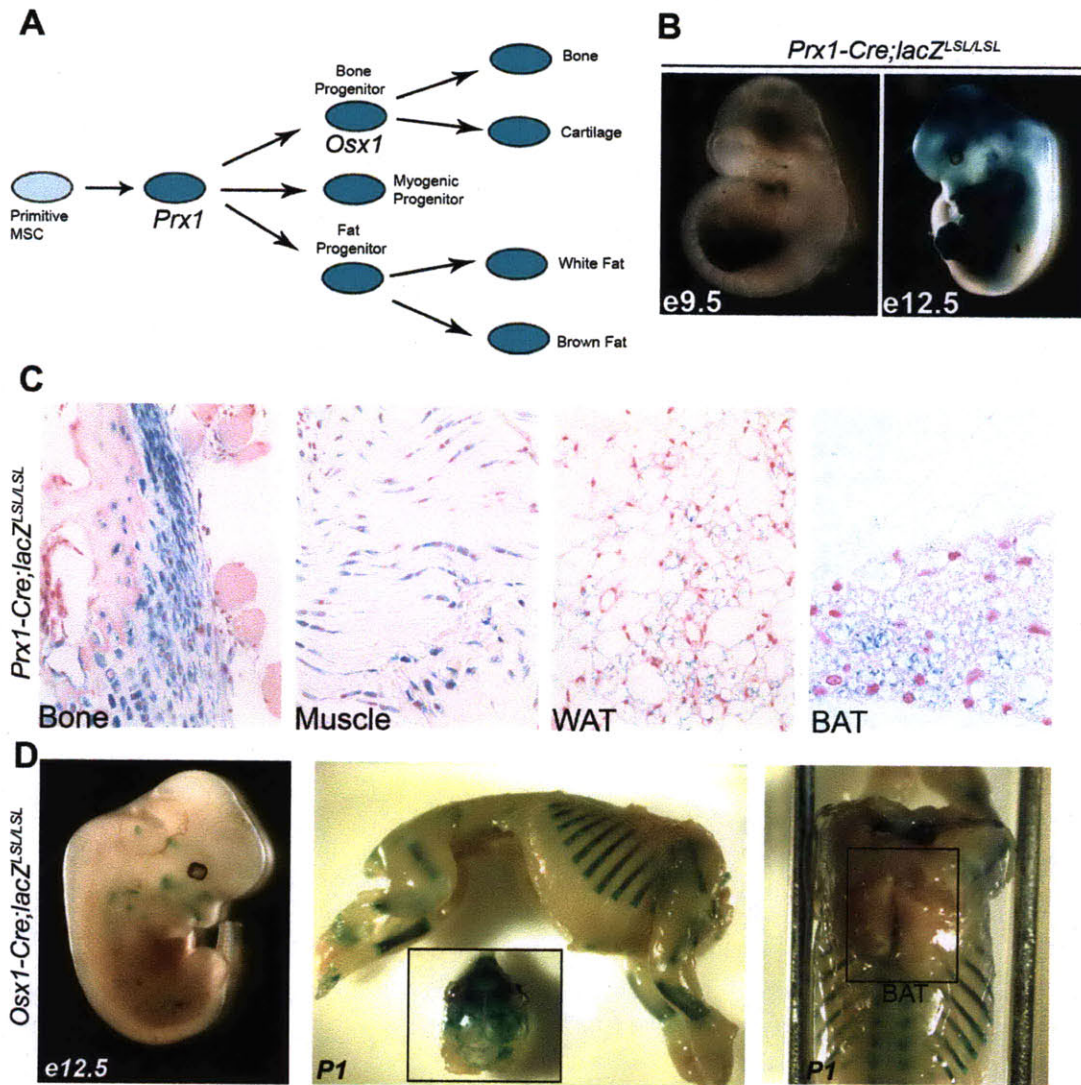 A
Bone
Progenitor
Osx1
Bone
Cartilage
Primitive
MSC
Prx1
Myogenic
Progenitor
Fat
Progenitor
White Fat
Brown Fat
B
Prx1-Cre;lacZLSL/LSL
e9.5
e12.5
C
Prx1-Cre;lacZLSL/LSL
Bone
Muscle
WAT
BAT
D
Osx1-Cre;lacZLSL/LSL
e12.5
P1
BAT
P1